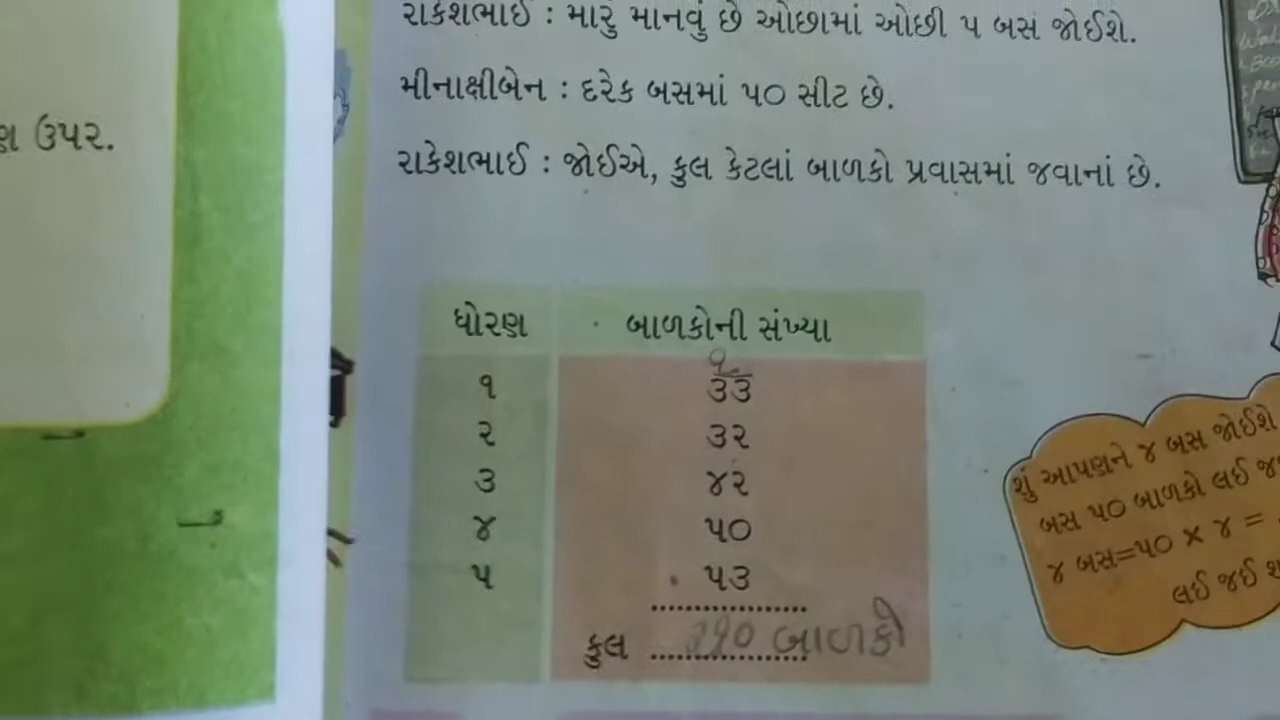 રાકેશભાઈ : મારું માનવું છે ઓછામાં ઓછી ૫ બસ જોઈશે.
મીનાક્ષીબેન : દરેક બસમાં ૫૦ સીટ છે.
ઉપર.
રાકેશભાઈ : જોઈએ, કુલ કેટલાં બાળકો પ્રવાસમાં જવાનાં છે.
ધોરણ બાળકોની સંખ્યા
૧
૧ ૩૩
૨ ૩૨
૩ ૪૨
૪ ૫૦
૫ ૫૩
કુલ ૨૧૦ બાળકો
શું આપણને ૪ બસ જોઈશે
બસ ૫૦ બાળકો લઈ
૪ બસ=૫૦ × ૪ =
લઈ જઈ